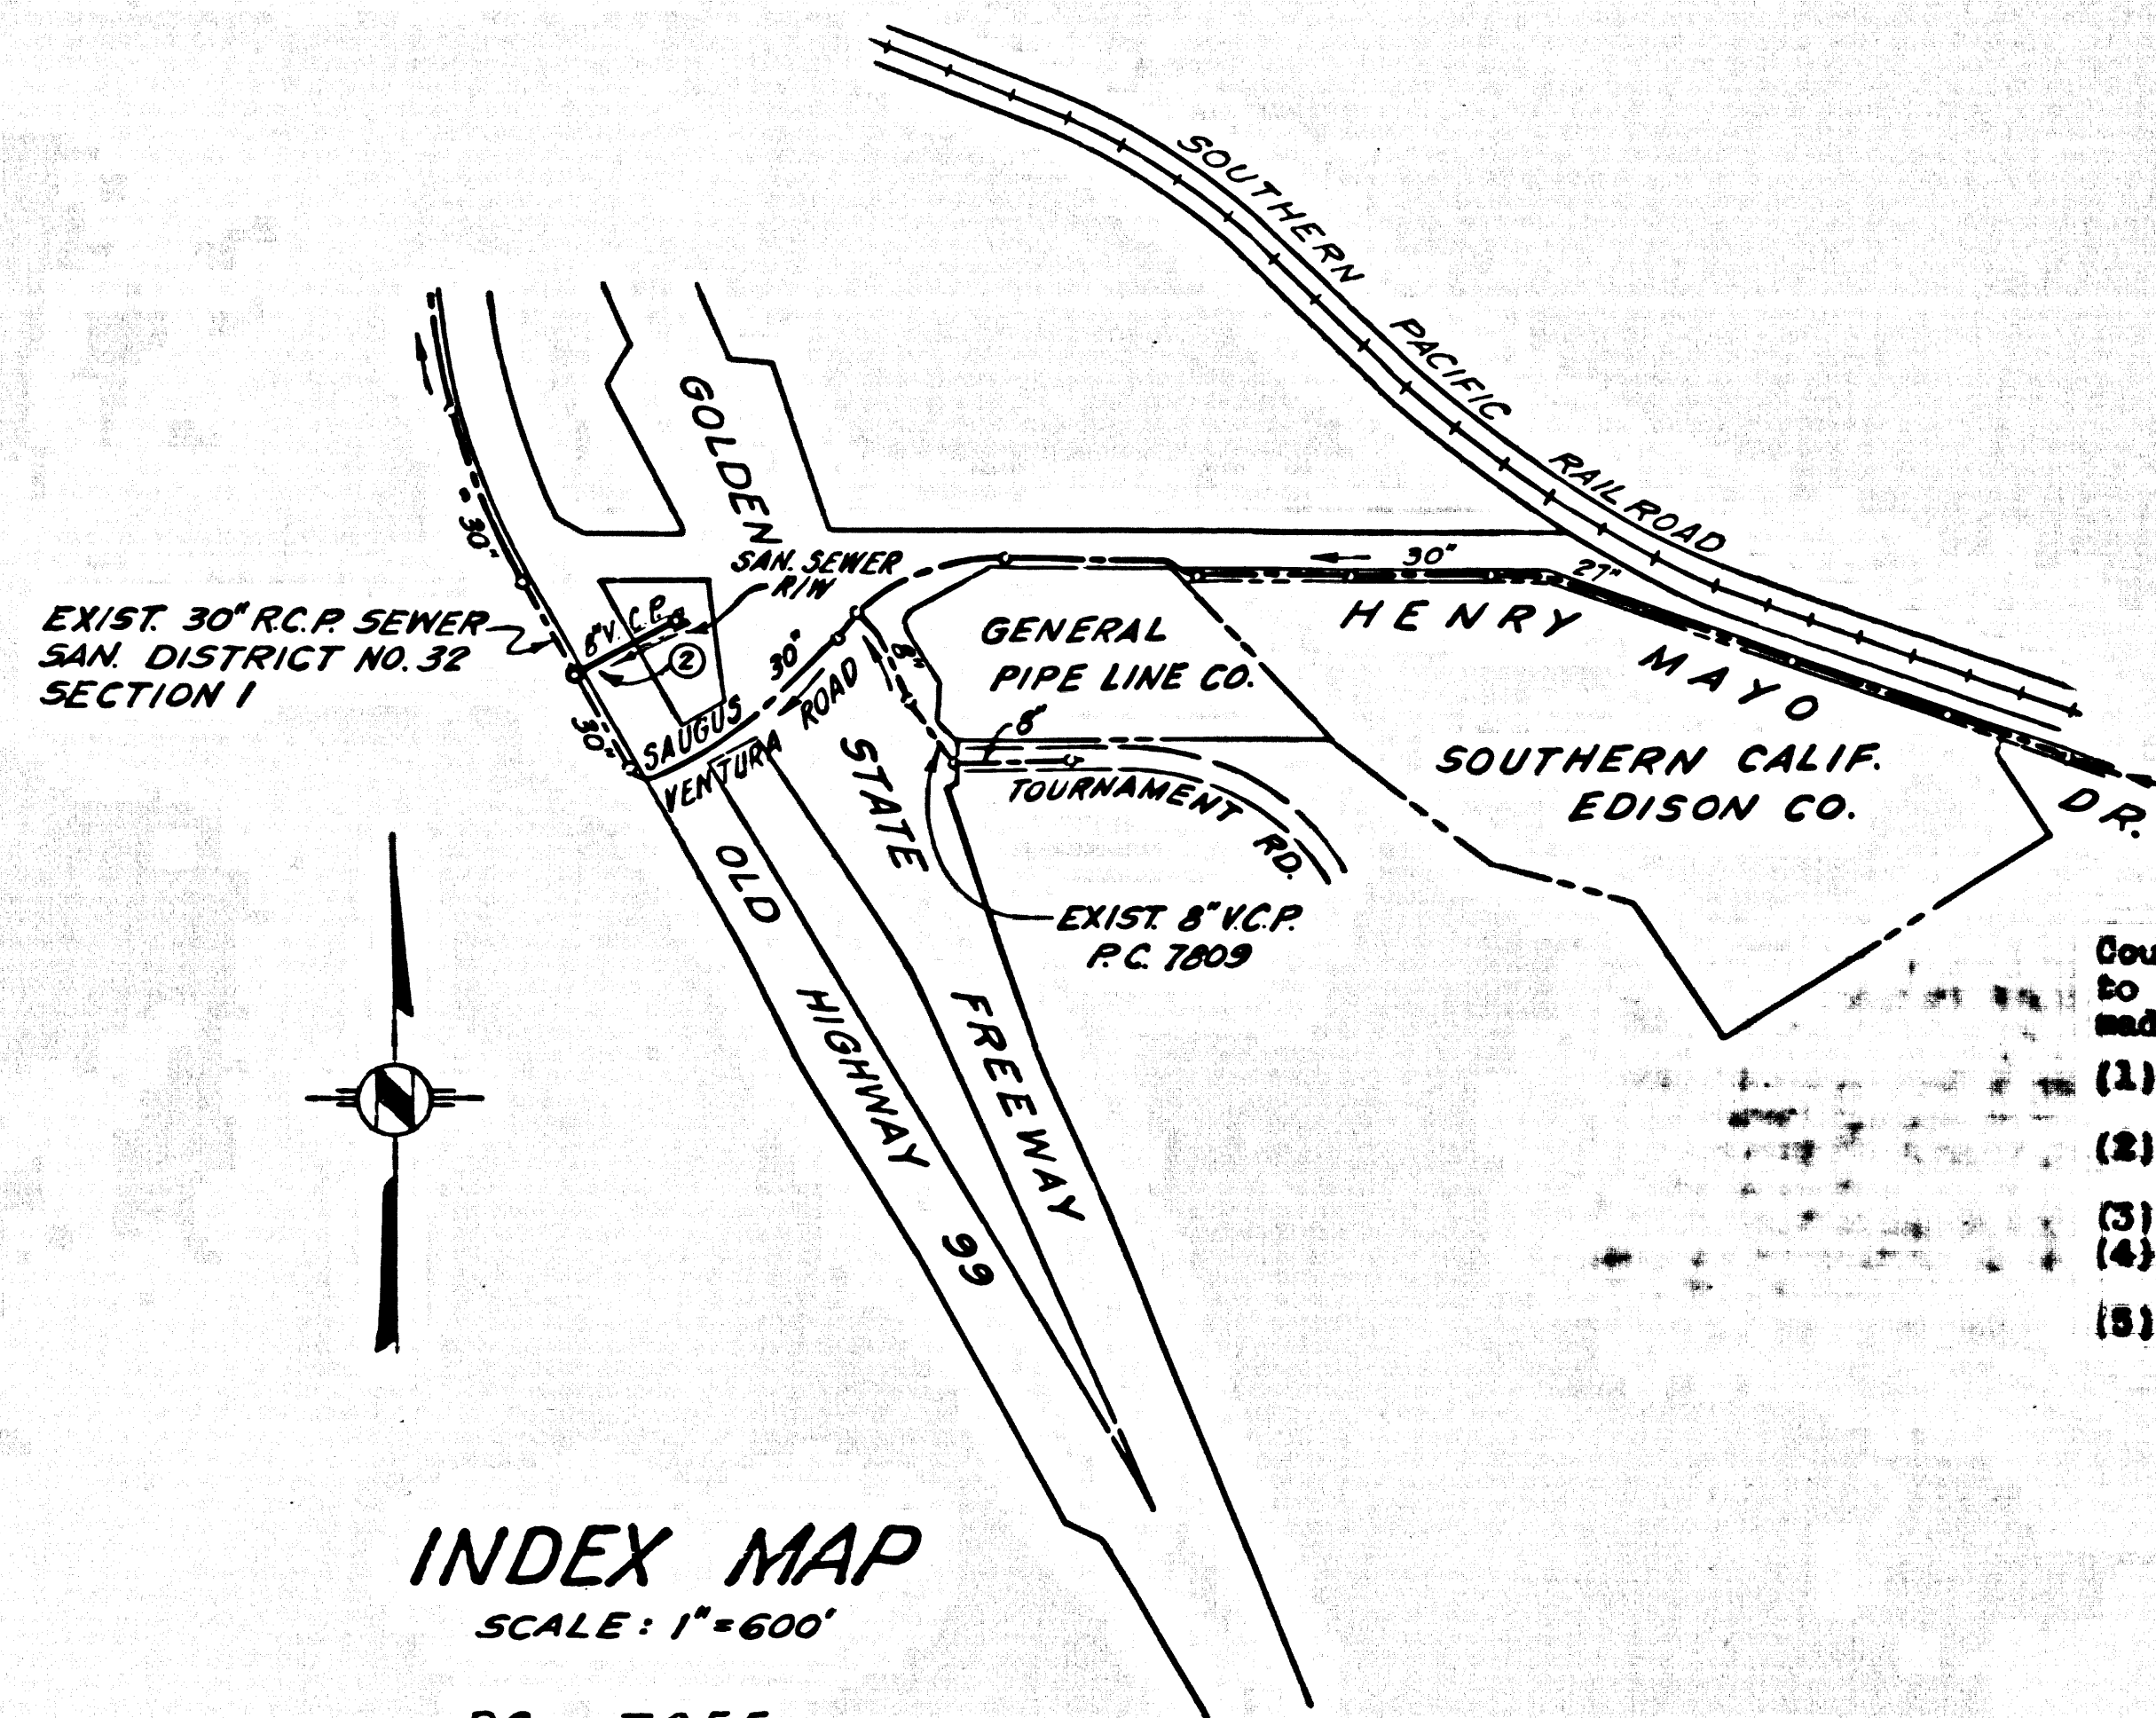 SOUTHERN PACIFIC RAILROAD
GOLDEN STATE FREEWAY
SAN. SEWER
R/W
30"
30"
27"
HENRY MAYO DR.
EXIST. 30" R.C.P. SEWER
SAN. DISTRICT NO. 32
SECTION 1
8" V.C.P.
2
30"
8"
GENERAL
PIPE LINE CO.
30"
SAUGUS
VENTURA ROAD
8"
TOURNAMENT RD.
SOUTHERN CALIF.
EDISON CO.
OLD HIGHWAY 99
EXIST. 8" V.C.P.
P.C. 7809
N
to
(1)
(2)
(3)
(4)
(5)
INDEX MAP
SCALE: 1"=600'